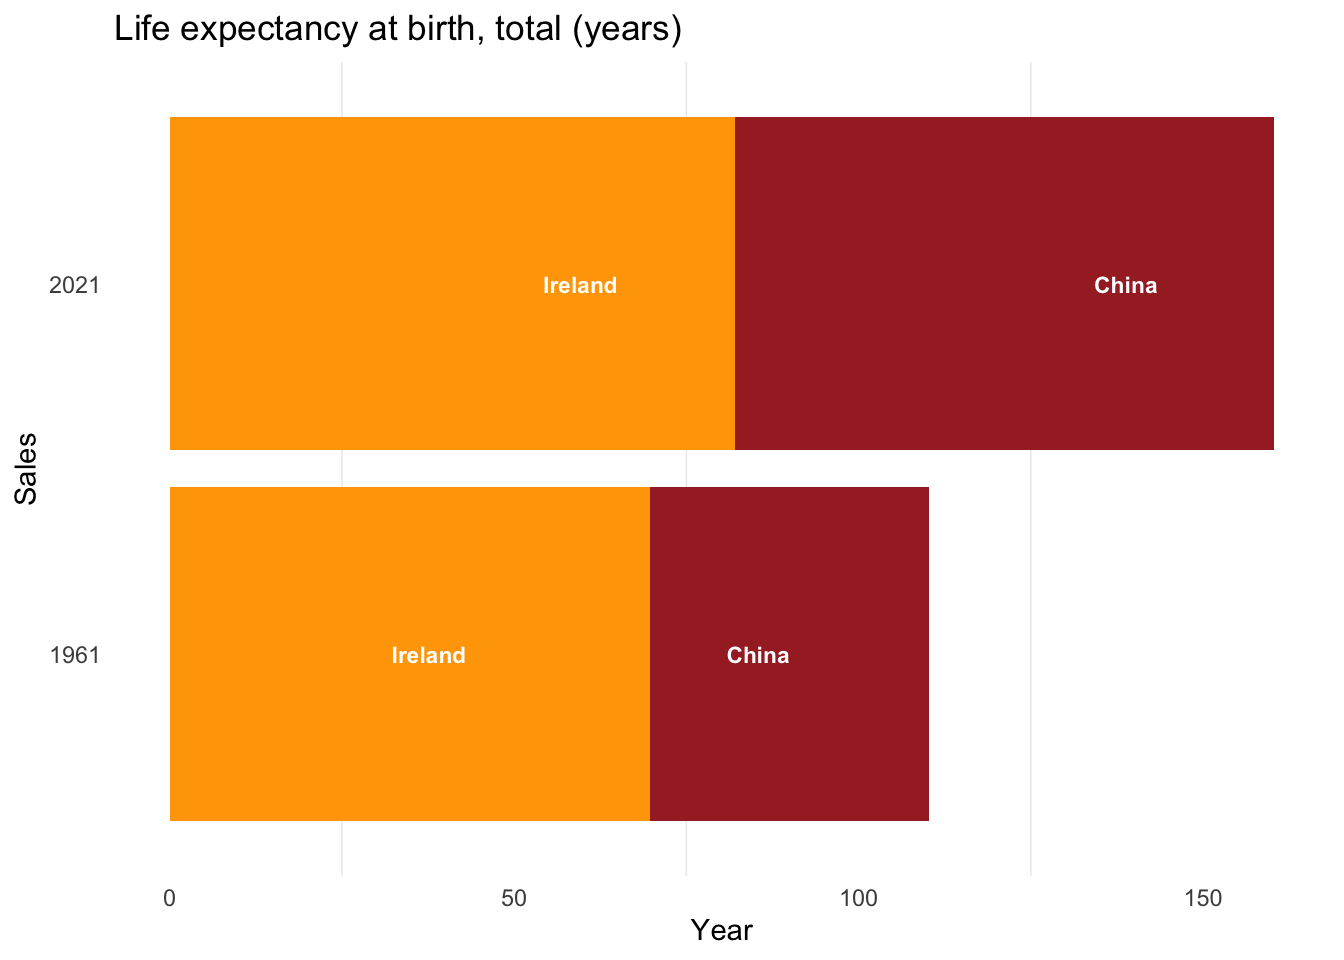 Life expectancy at birth, total (years)
2021
Ireland
China
Sales
1961
Ireland
China
0
50
100
150
Year